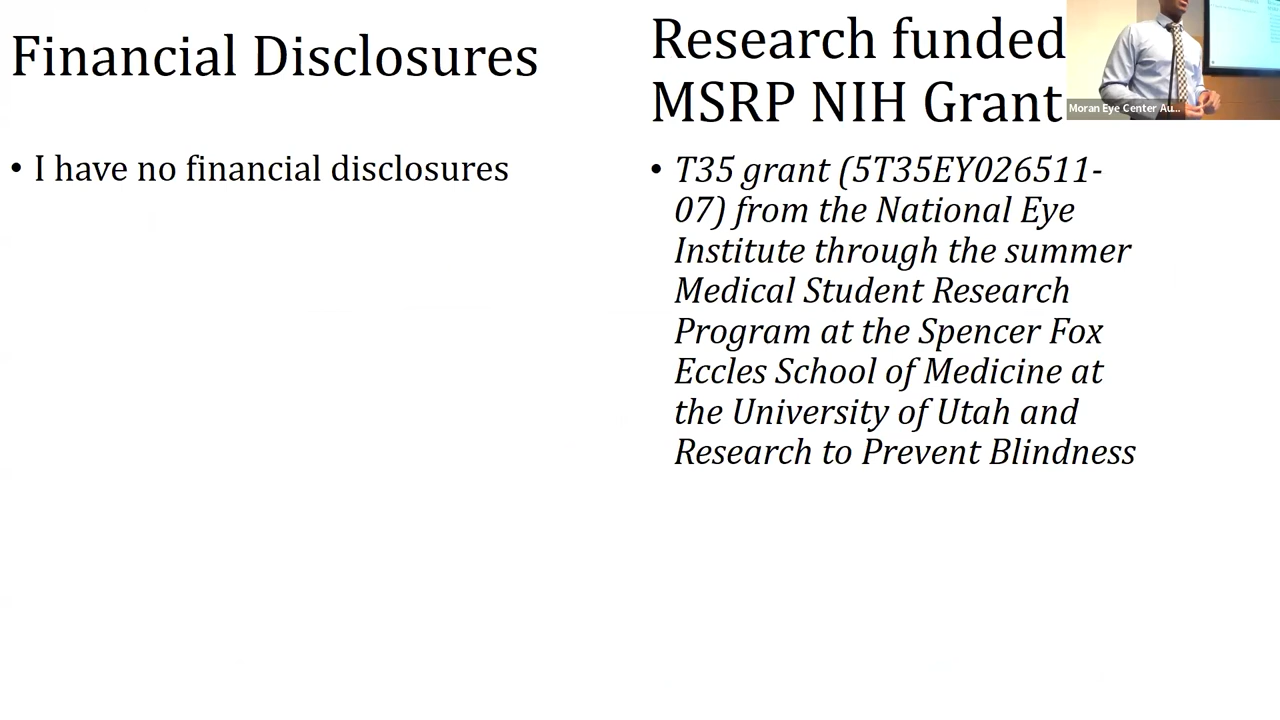 Financial Disclosures
• I have no financial disclosures
Research funded
MSRP NIH Grant
• T35 grant (5T35EY026511-
07) from the National Eye
Institute through the summer
Medical Student Research
Program at the Spencer Fox
Eccles School of Medicine at
the University of Utah and
Research to Prevent Blindness
Moran Eye Center Au...